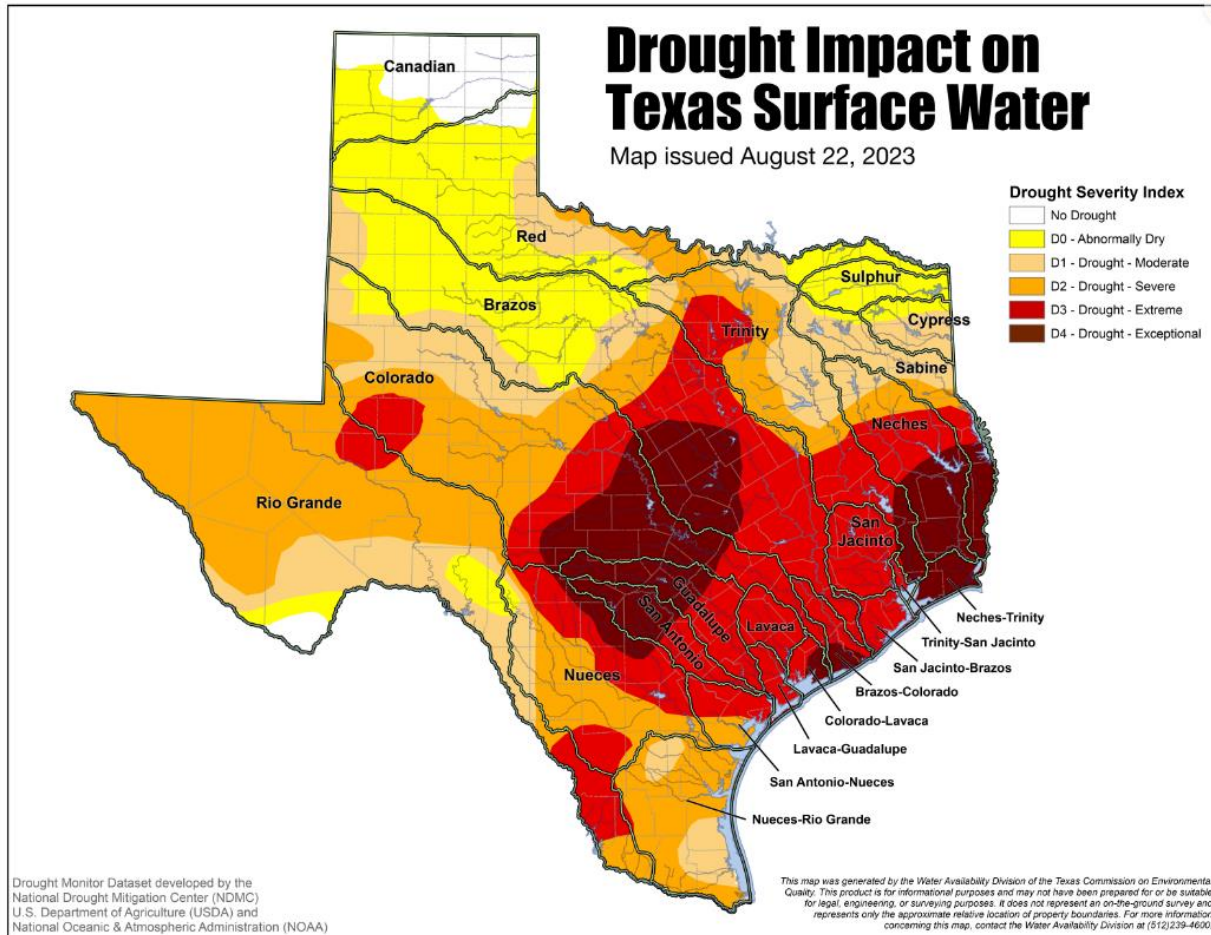 Drought Impact on
Texas Surface Water
Map issued August 22, 2023
Drought Severity Index
No Drought
D0 - Abnormally Dry
D1 - Drought - Moderate
D2 - Drought - Severe
D3 - Drought - Extreme
D4 - Drought - Exceptional
Canadian
Red
Sulphur
Brazos
Cypress
Trinity
Sabine
Colorado
Neches
Rio Grande
San
Jacinto
Guadalupe
San Antonio
Lavaca
Nueces
Neches-Trinity
Trinity-San Jacinto
San Jacinto-Brazos
Brazos-Colorado
Colorado-Lavaca
Lavaca-Guadalupe
San Antonio-Nueces
Nueces-Rio Grande
Drought Monitor Dataset developed by the
National Drought Mitigation Center (NDMC)
U.S. Department of Agriculture (USDA) and
National Oceanic & Atmospheric Administration (NOAA)
This map was generated by the Water Availability Division of the Texas Commission on Environmental
Quality. This product is for informational purposes and may not have been prepared for or be suitable
for legal, engineering, or surveying purposes. It does not represent an on-the-ground survey and
represents only the approximate relative location of property boundaries. For more information
concerning this map, contact the Water Availability Division at (512)239-4600.